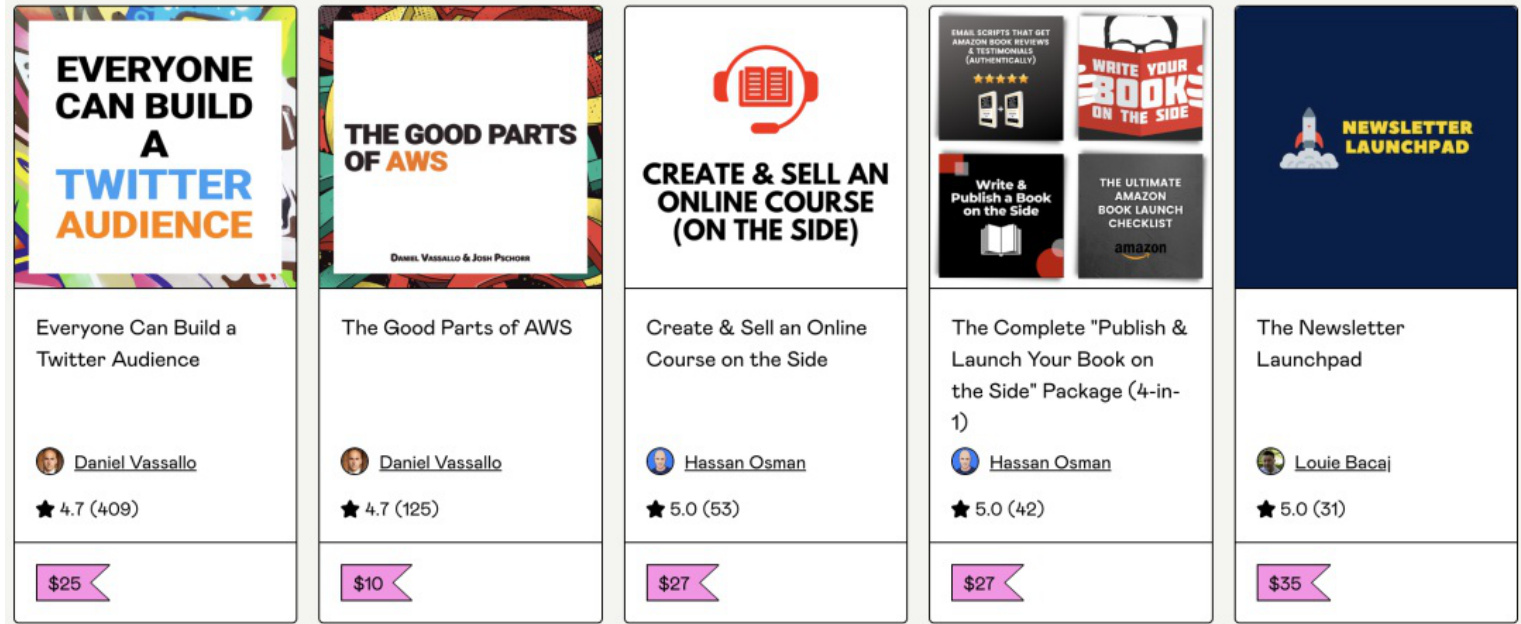 EVERYONE
CAN BUILD
A
TWITTER
AUDIENCE
Everyone Can Build a
Twitter Audience
Daniel Vassallo
4.7 (409)
$25
THE GOOD PARTS
OF AWS
DANIEL VASSALLO & JOSH PSCHORR
The Good Parts of AWS
Daniel Vassallo
4.7 (125)
$10
CREATE & SELL AN
ONLINE COURSE
(ON THE SIDE)
Create & Sell an Online
Course on the Side
Hassan Osman
5.0 (53)
$27
EMAIL SCRIPTS THAT GET
AMAZON BOOK REVIEWS
& TESTIMONIALS
(AUTHENTICALLY)
WRITE YOUR
BOOK
ON THE SIDE
Write &
Publish a Book
on the Side
THE ULTIMATE
AMAZON
BOOK LAUNCH
CHECKLIST
amazon
The Complete "Publish &
Launch Your Book on
the Side" Package (4-in-
1)
Hassan Osman
5.0 (42)
$27
NEWSLETTER
LAUNCHPAD
The Newsletter
Launchpad
Louie Bacaj
5.0 (31)
$35